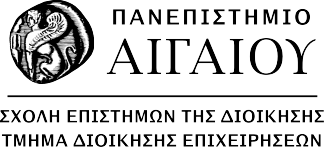 ΠΑΝΕΠΙΣΤΗΜΙΟ
ΑΙΓΑΙΟΥ
ΣΧΟΛΗ ΕΠΙΣΤΗΜΩΝ ΤΗΣ ΔΙΟΙΚΗΣΗΣ
ΤΜΗΜΑ ΔΙΟΙΚΗΣΗΣ ΕΠΙΧΕΙΡΗΣΕΩΝ